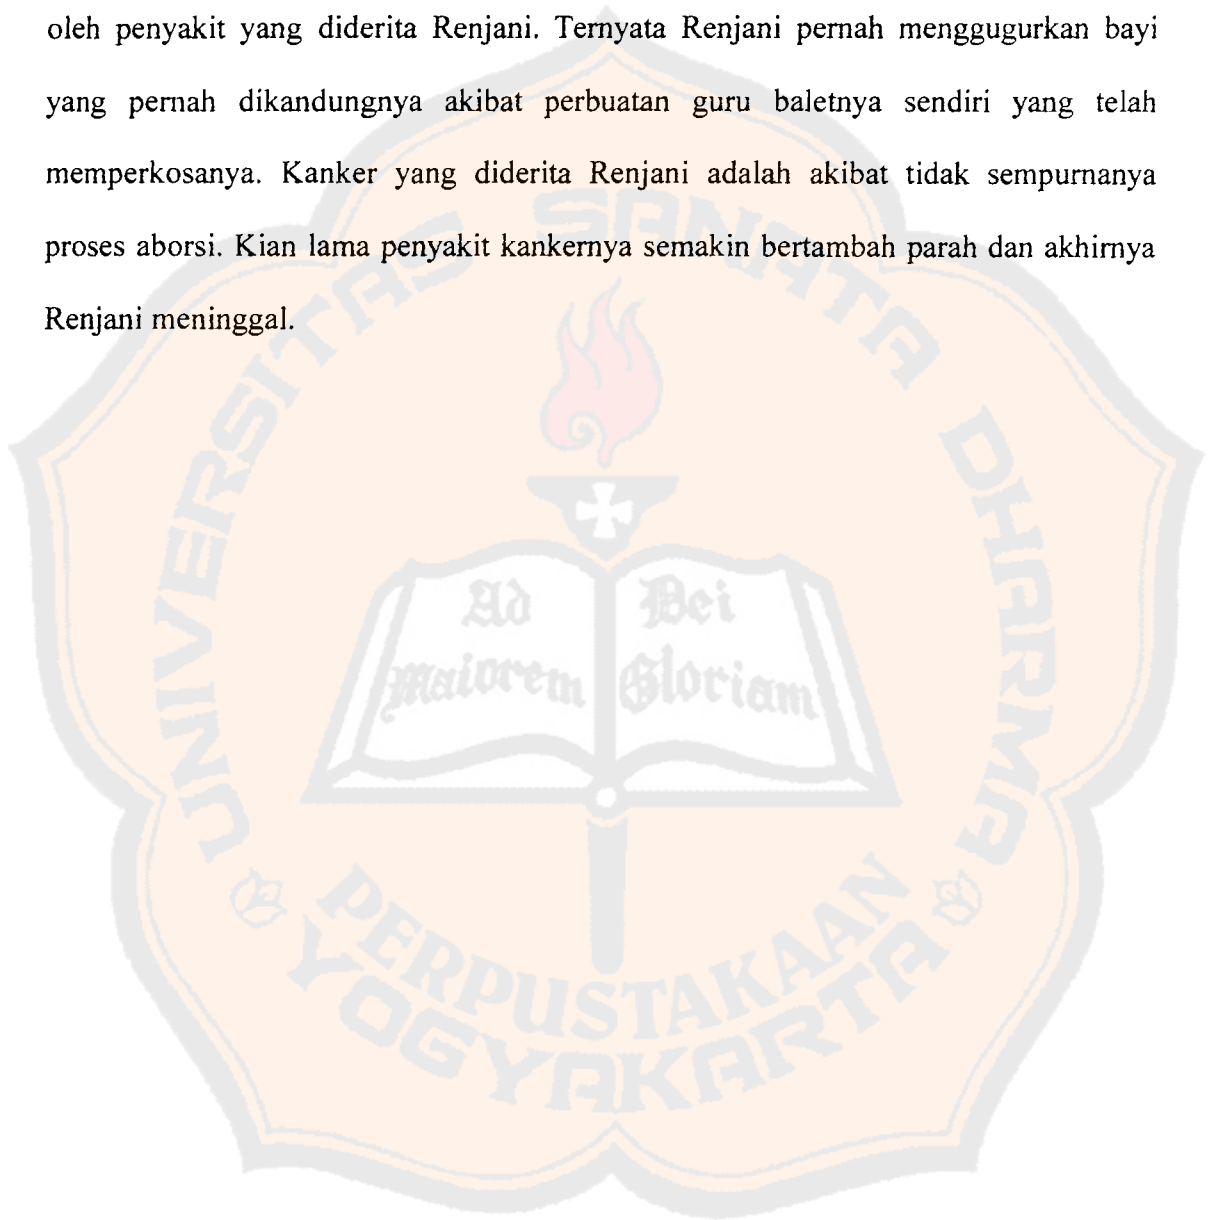 oleh penyakit yang diderita Renjani. Ternyata Renjani pernah menggugurkan bayi
yang pernah dikandungnya akibat perbuatan guru baletnya sendiri yang telah
memperkosanya. Kanker yang diderita Renjani adalah akibat tidak sempurnanya
proses aborsi. Kian lama penyakit kankernya semakin bertambah parah dan akhirnya
Renjani meninggal.
UNIVERSITAS SANATA DHARMA
Ad Dei
Maiorem Gloriam
PERPUSTAKAAN
YOGYAKARTA